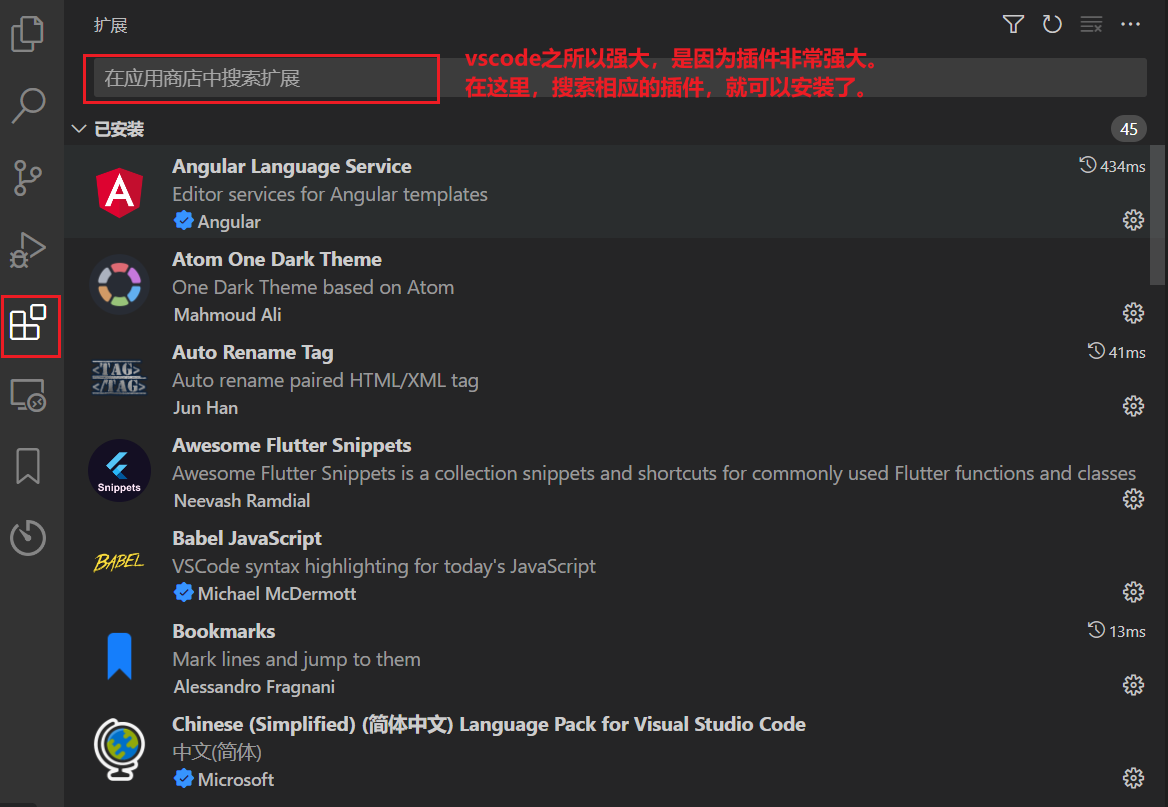 扩展
vscode之所以强大，是因为插件非常强大。
在应用商店中搜索扩展
在这里，搜索相应的插件，就可以安装了。
已安装
45
Angular Language Service
434ms
Editor services for Angular templates
Angular
Atom One Dark Theme
One Dark Theme based on Atom
Mahmoud Ali
<TAG>
</TAG>
Auto Rename Tag
41ms
Auto rename paired HTML/XML tag
Jun Han
Snippets
Awesome Flutter Snippets
Awesome Flutter Snippets is a collection snippets and shortcuts for commonly used Flutter functions and classes
Neevash Ramdial
BABEL
Babel JavaScript
VSCode syntax highlighting for today's JavaScript
Michael McDermott
Bookmarks
13ms
Mark lines and jump to them
Alessandro Fragnani
Chinese (Simplified) (简体中文) Language Pack for Visual Studio Code
中文(简体)
Microsoft